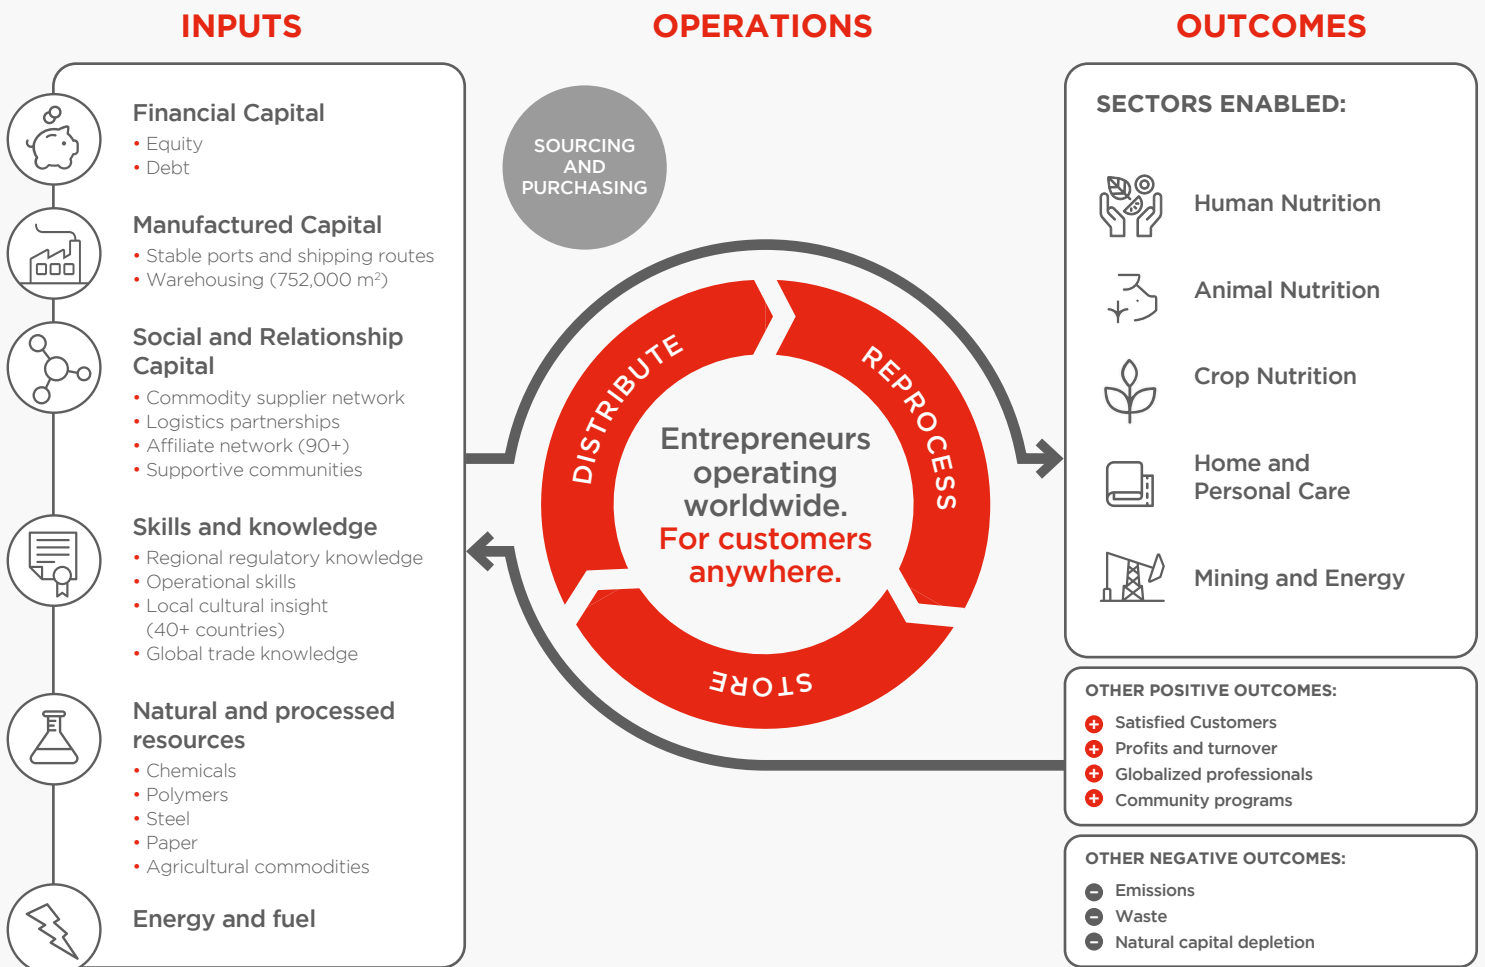 INPUTS
OPERATIONS
OUTCOMES
Financial Capital
• Equity
• Debt
Manufactured Capital
• Stable ports and shipping routes
• Warehousing (752,000 m²)
Social and Relationship
Capital
• Commodity supplier network
• Logistics partnerships
• Affiliate network (90+)
• Supportive communities
Skills and knowledge
• Regional regulatory knowledge
• Operational skills
• Local cultural insight
(40+ countries)
• Global trade knowledge
Natural and processed
resources
• Chemicals
• Polymers
• Steel
• Paper
• Agricultural commodities
Energy and fuel
SOURCING
AND
PURCHASING
DISTRIBUTE
REPROCESS
STORE
Entrepreneurs
operating
worldwide.
For customers
anywhere.
SECTORS ENABLED:
Human Nutrition
Animal Nutrition
Crop Nutrition
Home and
Personal Care
Mining and Energy
OTHER POSITIVE OUTCOMES:
+ Satisfied Customers
+ Profits and turnover
+ Globalized professionals
+ Community programs
OTHER NEGATIVE OUTCOMES:
− Emissions
− Waste
− Natural capital depletion